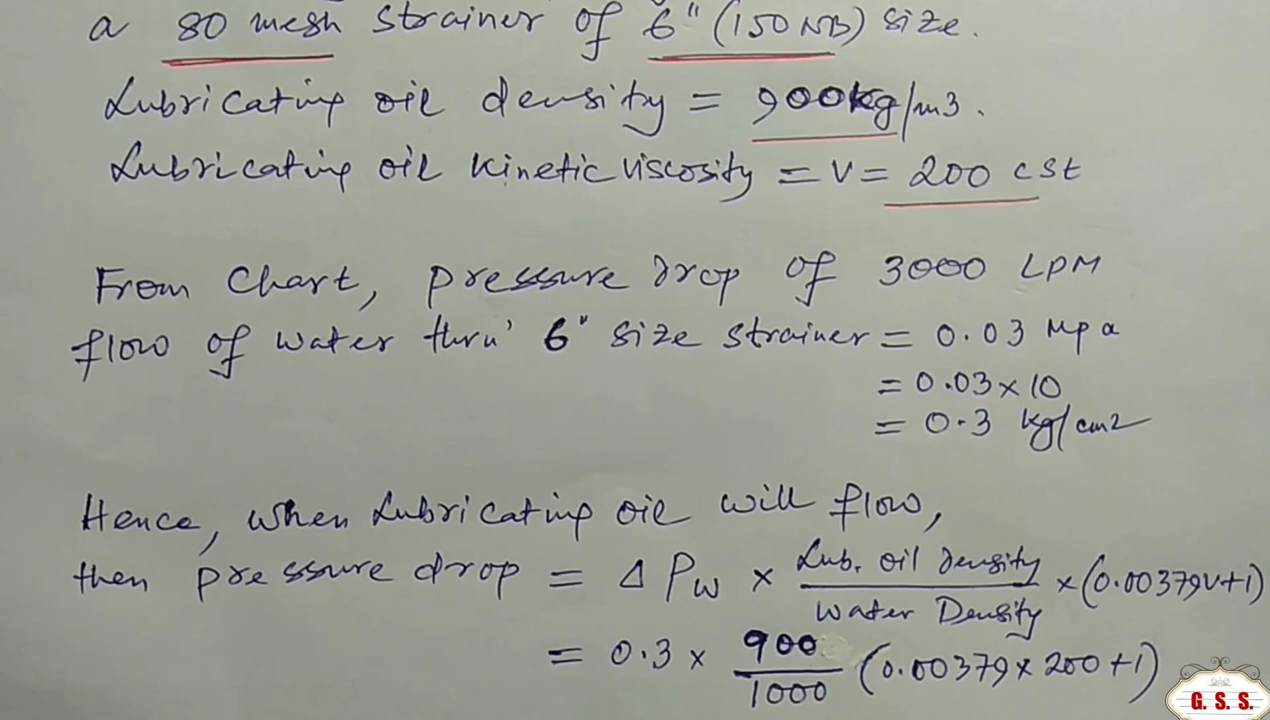 a 80 mesh strainer of 6" (150 NB) size.
Lubricating oil density = 900kg/m3.
Lubricating oil kinetic viscosity = v = 200 cst
From Chart, pressure drop of 3000 LPM
flow of water thru' 6" size strainer = 0.03 Mpa
= 0.03 x 10
= 0.3 kg/cm2
Hence, when Lubricating oil will flow,
then pressure drop = Δ Pw x Lub. oil density / Water Density x (0.00379v+1)
= 0.3 x 900 / 1000 (0.00379 x 200 + 1)
G. S. S.